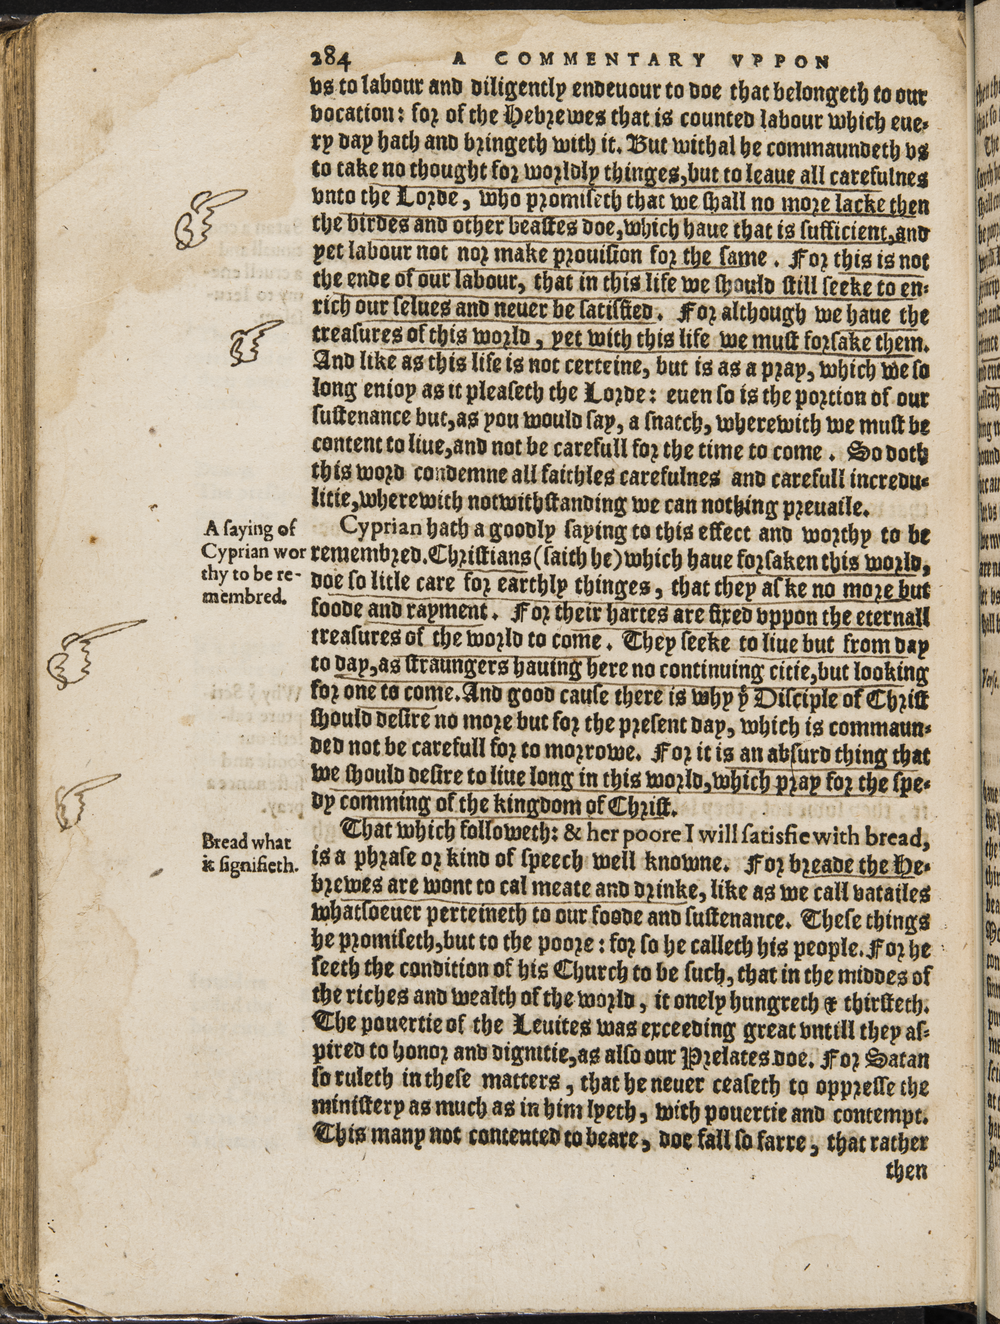 284 A COMMENTARY VPPON
vs to labour and diligently endeuour to doe that belongeth to our
vocation: for of the Hebrewes that is counted labour which eue-
ry day hath and bringeth with it. But withal he commaundeth vs
to take no thought for worldly thinges, but to leaue all carefulnes
vnto the Lorde, who promiseth that we shall no more lacke then
the birdes and other beastes doe, which haue that is sufficient, and
yet labour not nor make prouision for the same. For this is not
the ende of our labour, that in this life we should still seeke to en-
rich our selues and neuer be satisfied. For although we haue the
treasures of this world, yet with this life we must forsake them.
And like as this life is not certeine, but is as a pray, which we so
long enioy as it pleaseth the Lorde: euen so is the portion of our
sustenance but, as you would say, a snatch, wherewith we must be
content to liue, and not be carefull for the time to come. So doth
this word condemne all faithles carefulnes and carefull incredu-
litie, wherewith notwithstanding we can nothing preuaile.
A saying of
Cyprian wor
thy to be re-
membred.
Cyprian hath a goodly saying to this effect and worthy to be
remembred. Christians (saith he) which haue forsaken this world,
doe so litle care for earthly thinges, that they aske no more but
foode and rayment. For their hartes are fixed vppon the eternall
treasures of the world to come. They seeke to liue but from day
to day, as straungers hauing here no continuing citie, but looking
for one to come. And good cause there is why yͤ Disciple of Christ
should desire no more but for the present day, which is commaun-
ded not be carefull for to morrowe. For it is an absurd thing that
we should desire to liue long in this world, which pray for the spe-
dy comming of the kingdom of Christ.
Bread what
it signifieth.
That which followeth: & her poore I will satisfie with bread,
is a phrase or kind of speech well knowne. For breade the He-
brewes are wont to cal meate and drinke, like as we call vatailes
whatsoeuer perteineth to our foode and sustenance. These things
he promiseth, but to the poore: for so he calleth his people. For he
seeth the condition of his Church to be such, that in the middes of
the riches and wealth of the world, it onely hungreth & thirsteth.
The pouertie of the Leuites was exceeding great vntill they as-
pired to honor and dignitie, as also our Prelates doe. For Satan
so ruleth in these matters, that he neuer ceaseth to oppresse the
ministery as much as in him lyeth, with pouertie and contempt.
This many not contented to beare, doe fall so farre, that rather
then